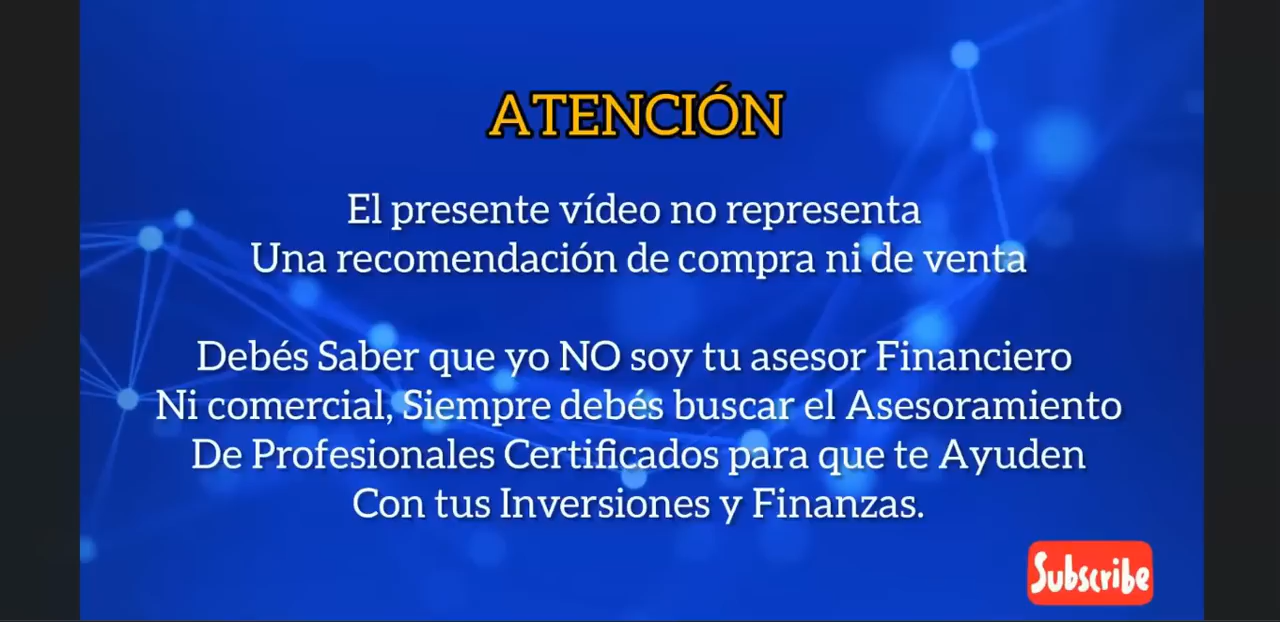 ATENCIÓN
El presente vídeo no representa
Una recomendación de compra ni de venta
Debés Saber que yo NO soy tu asesor Financiero
Ni comercial, Siempre debés buscar el Asesoramiento
De Profesionales Certificados para que te Ayuden
Con tus Inversiones y Finanzas.
Subscribe